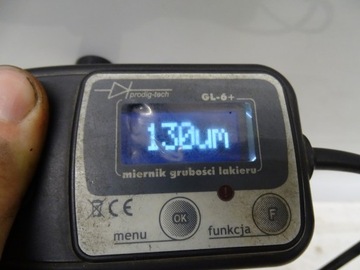 prodig-tech
GL-6+
130um
miernik grubości lakieru
CE
OK
F
menu
funkcja